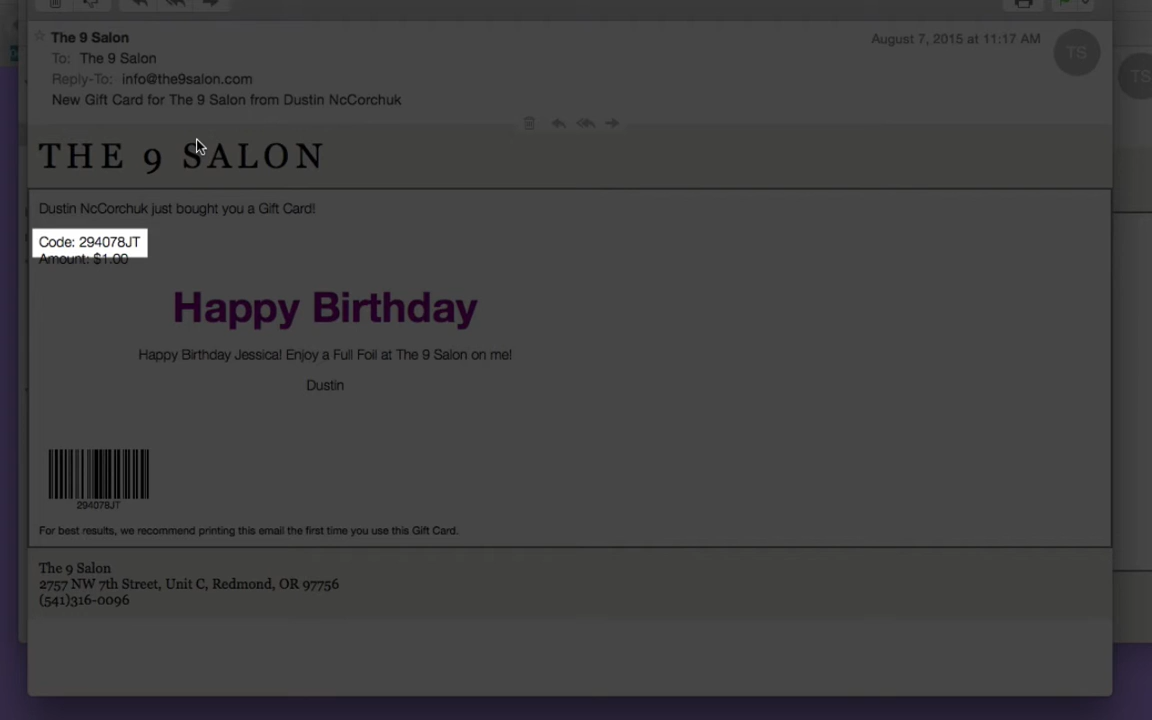 The 9 Salon
August 7, 2015 at 11:17 AM
TS
To: The 9 Salon
Reply-To: info@the9salon.com
New Gift Card for The 9 Salon from Dustin NcCorchuk
TS
THE 9 SALON
Dustin NcCorchuk just bought you a Gift Card!
Code: 294078JT
Amount: $1.00
Happy Birthday
Happy Birthday Jessica! Enjoy a Full Foil at The 9 Salon on me!
Dustin
294078JT
For best results, we recommend printing this email the first time you use this Gift Card.
The 9 Salon
2757 NW 7th Street, Unit C, Redmond, OR 97756
(541)316-0096